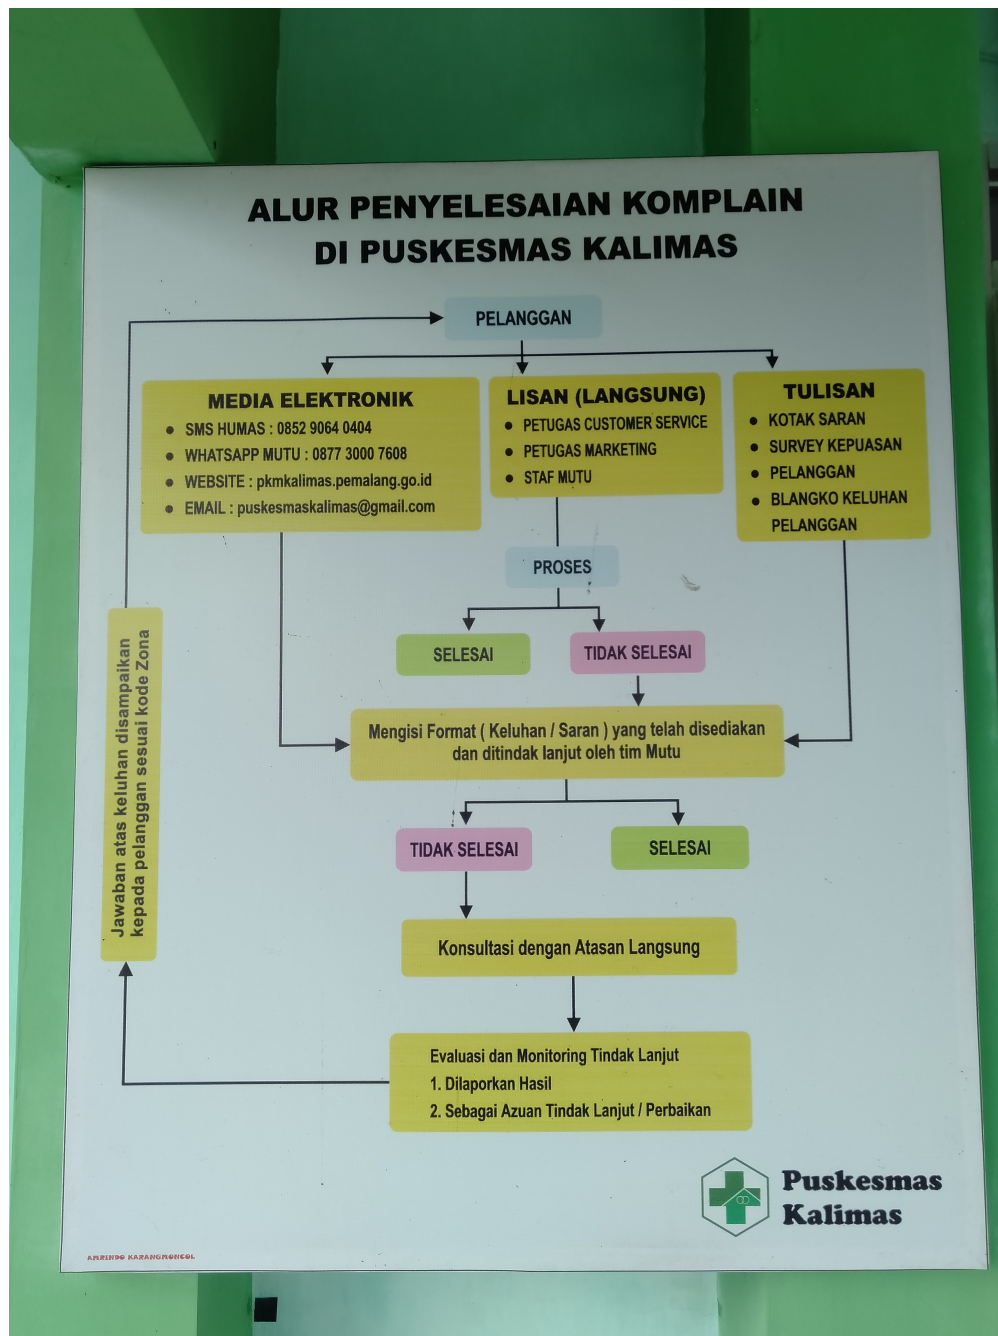 ALUR PENYELESAIAN KOMPLAIN
DI PUSKESMAS KALIMAS
PELANGGAN
MEDIA ELEKTRONIK
• SMS HUMAS : 0852 9064 0404
• WHATSAPP MUTU : 0877 3000 7608
• WEBSITE : pkmkalimas.pemalang.go.id
• EMAIL : puskesmaskalimas@gmail.com
LISAN (LANGSUNG)
• PETUGAS CUSTOMER SERVICE
• PETUGAS MARKETING
• STAF MUTU
TULISAN
• KOTAK SARAN
• SURVEY KEPUASAN
• PELANGGAN
• BLANGKO KELUHAN
PELANGGAN
PROSES
SELESAI
TIDAK SELESAI
Mengisi Format ( Keluhan / Saran ) yang telah disediakan
dan ditindak lanjut oleh tim Mutu
TIDAK SELESAI
SELESAI
Konsultasi dengan Atasan Langsung
Evaluasi dan Monitoring Tindak Lanjut
1. Dilaporkan Hasil
2. Sebagai Azuan Tindak Lanjut / Perbaikan
Jawaban atas keluhan disampaikan
kepada pelanggan sesuai kode Zona
Puskesmas
Kalimas
AMRINDO KARANGMONCOL